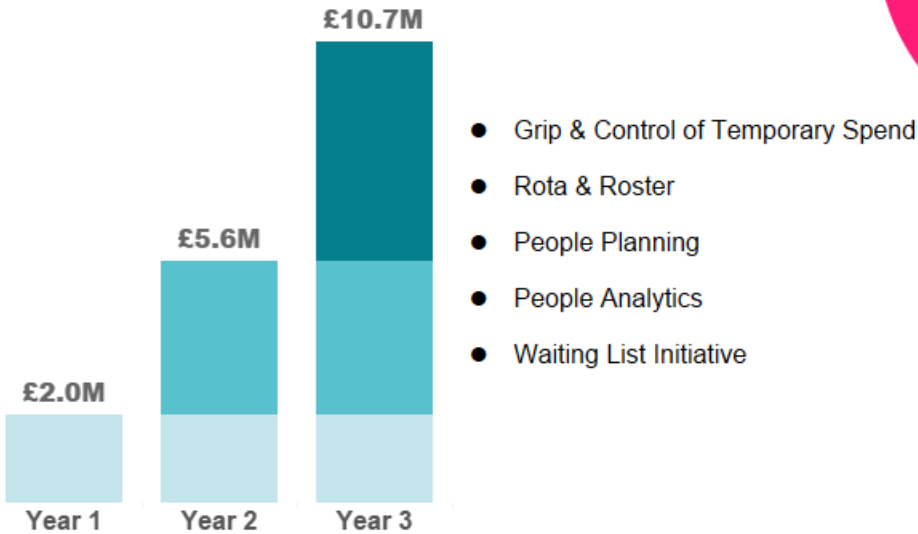 £10.7M
£5.6M
£2.0M
Year 1
Year 2
Year 3
● Grip & Control of Temporary Spend
● Rota & Roster
● People Planning
● People Analytics
● Waiting List Initiative